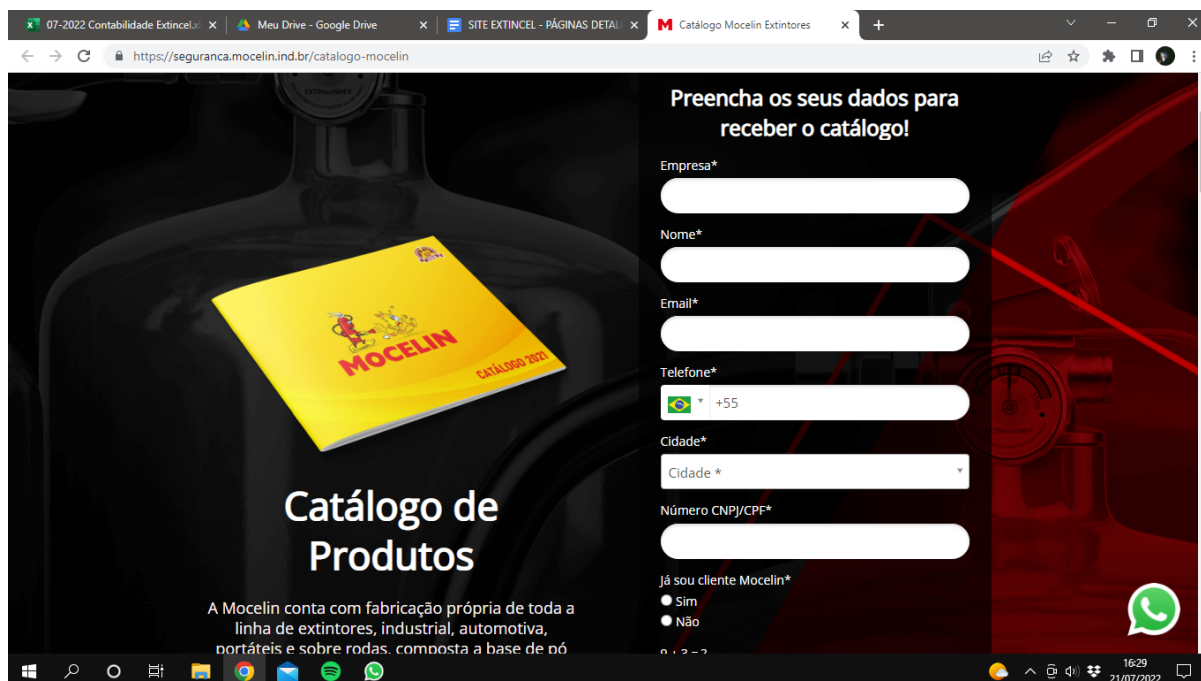 07-2022 Contabilidade Extincel.
Meu Drive - Google Drive
SITE EXTINCEL - PÁGINAS DETAL
Catálogo Mocelin Extintores
https://seguranca.mocelin.ind.br/catalogo-mocelin
EXTINGUISHER
Preencha os seus dados para
receber o catálogo!
Empresa*
Nome*
Email*
Telefone*
+55
Cidade*
Cidade *
Número CNPJ/CPF*
Já sou cliente Mocelin*
Sim
Não
MOCELIN
CATÁLOGO 2021
Catálogo de
Produtos
A Mocelin conta com fabricação própria de toda a
linha de extintores, industrial, automotiva,
portáteis e sobre rodas, composta a base de pó
16:29
21/07/2022